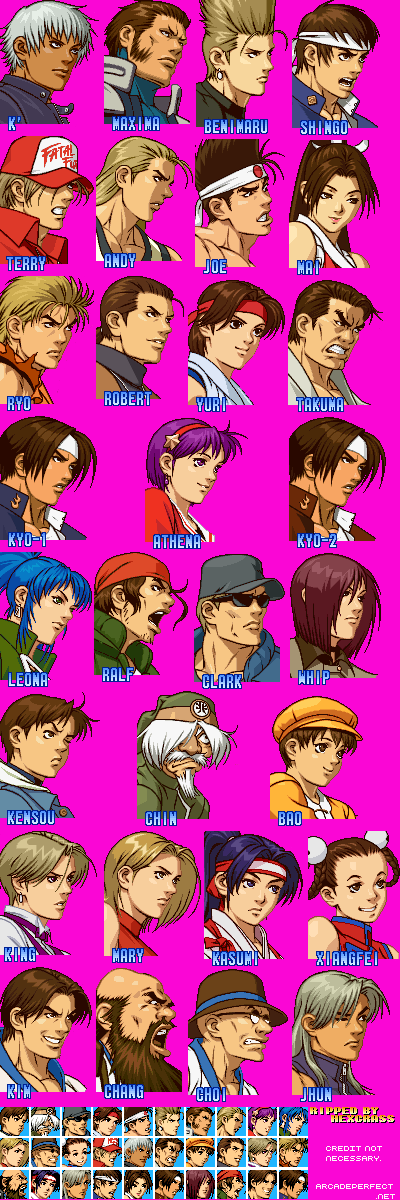 K'
MAXIMA
BENIMARU
SHINGO
FATAL
FU
TERRY
ANDY
JOE
MAI
RYO
ROBERT
YURI
TAKUMA
KYO-1
ATHENA
KYO-2
LEONA
RALF
CLARK
WHIP
KENSOU
CHIN
BAO
KING
MARY
KASUMI
XIANGFEI
KIM
CHANG
CHOI
JHUN
RIPPED BY
HEXGRASS
CREDIT NOT
NECESSARY.
ARCADEPERFECT
.NET